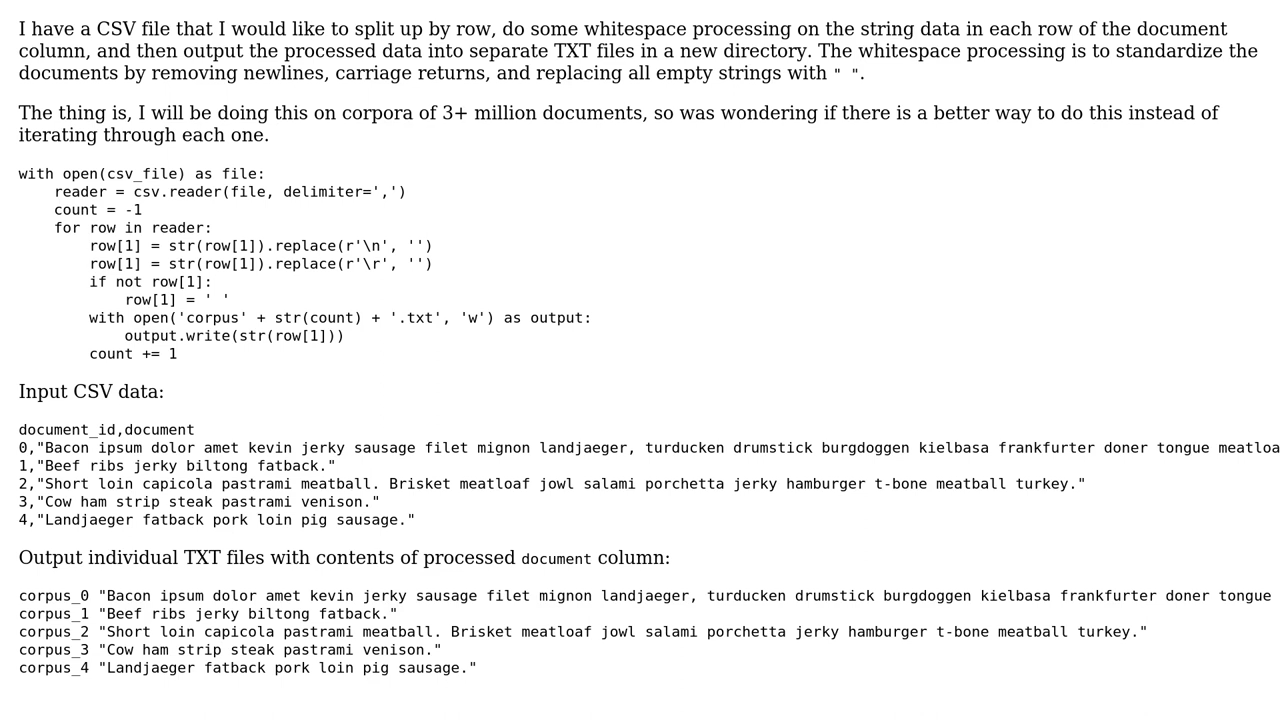 I have a CSV file that I would like to split up by row, do some whitespace processing on the string data in each row of the document
column, and then output the processed data into separate TXT files in a new directory. The whitespace processing is to standardize the
documents by removing newlines, carriage returns, and replacing all empty strings with " ".
The thing is, I will be doing this on corpora of 3+ million documents, so was wondering if there is a better way to do this instead of
iterating through each one.
with open(csv_file) as file:
    reader = csv.reader(file, delimiter=',')
    count = -1
    for row in reader:
        row[1] = str(row[1]).replace(r'\n', '')
        row[1] = str(row[1]).replace(r'\r', '')
        if not row[1]:
            row[1] = ' '
        with open('corpus' + str(count) + '.txt', 'w') as output:
            output.write(str(row[1]))
        count += 1
Input CSV data:
document_id,document
0,"Bacon ipsum dolor amet kevin jerky sausage filet mignon landjaeger, turducken drumstick burgdoggen kielbasa frankfurter doner tongue meatloa
1,"Beef ribs jerky biltong fatback."
2,"Short loin capicola pastrami meatball. Brisket meatloaf jowl salami porchetta jerky hamburger t-bone meatball turkey."
3,"Cow ham strip steak pastrami venison."
4,"Landjaeger fatback pork loin pig sausage."
Output individual TXT files with contents of processed document column:
corpus_0 "Bacon ipsum dolor amet kevin jerky sausage filet mignon landjaeger, turducken drumstick burgdoggen kielbasa frankfurter doner tongue
corpus_1 "Beef ribs jerky biltong fatback."
corpus_2 "Short loin capicola pastrami meatball. Brisket meatloaf jowl salami porchetta jerky hamburger t-bone meatball turkey."
corpus_3 "Cow ham strip steak pastrami venison."
corpus_4 "Landjaeger fatback pork loin pig sausage."